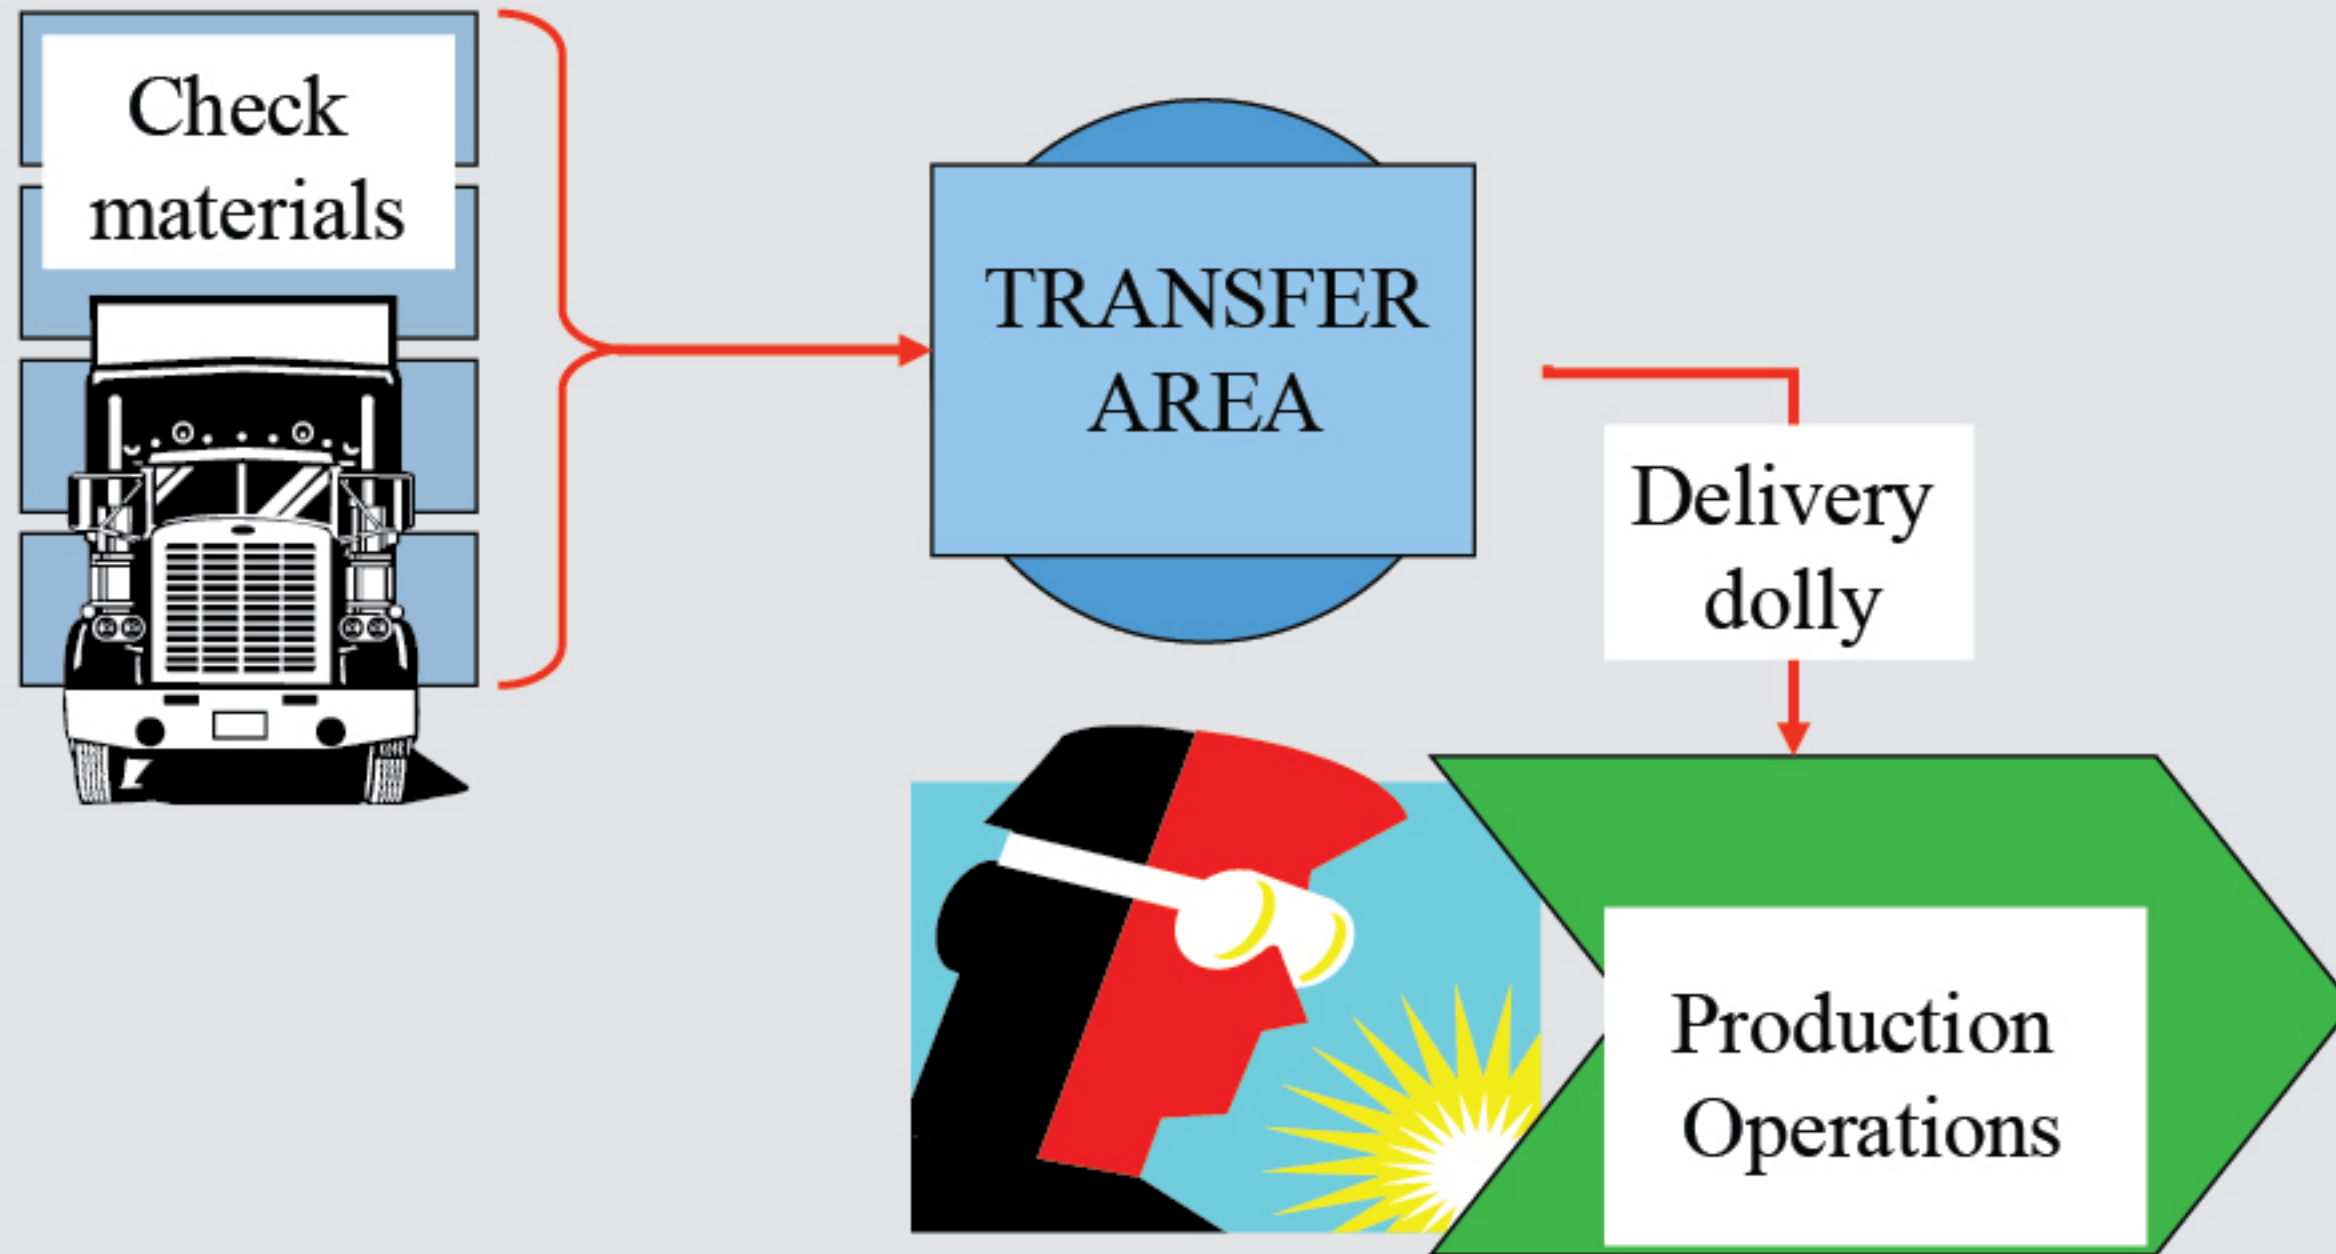 Check
materials
TRANSFER
AREA
Delivery
dolly
Production
Operations